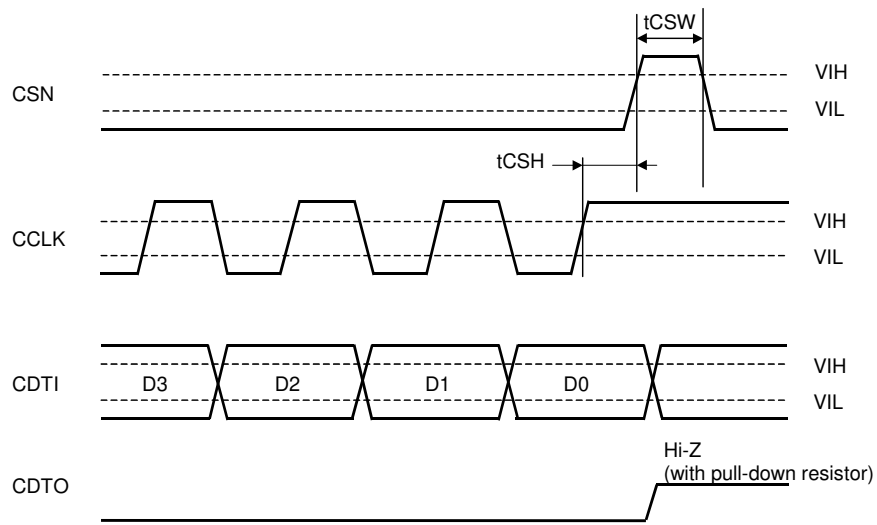 tCSW
VIH
CSN
VIL
tCSH
VIH
CCLK
VIL
VIH
CDTI
D3
D2
D1
D0
VIL
Hi-Z
(with pull-down resistor)
CDTO